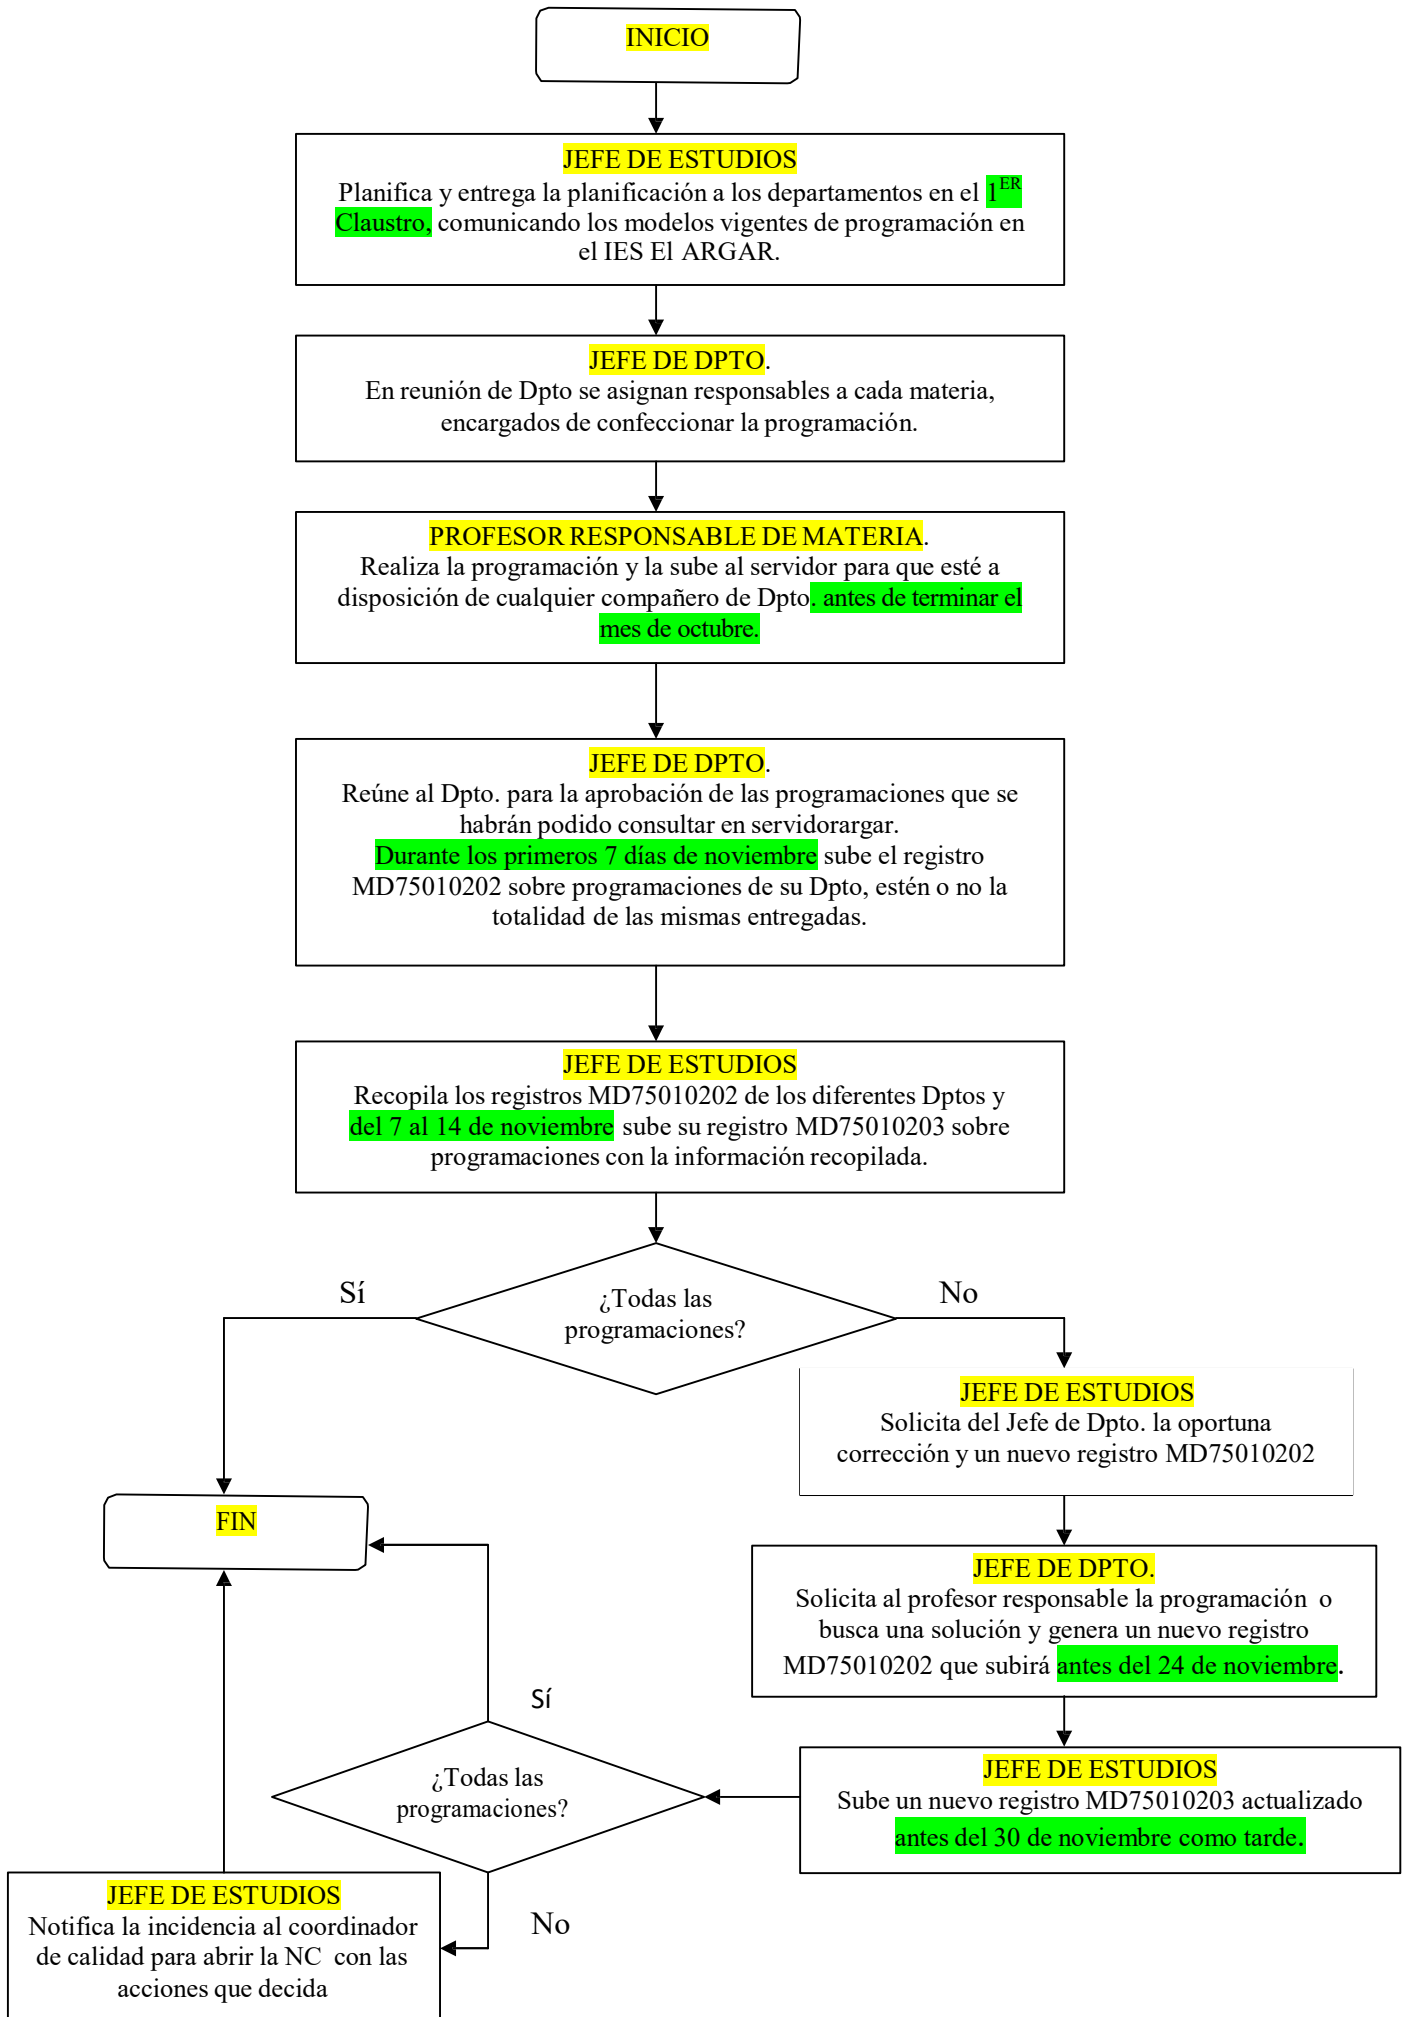 INICIO
JEFE DE ESTUDIOS
Planifica y entrega la planificación a los departamentos en el 1ER
Claustro, comunicando los modelos vigentes de programación en
el IES El ARGAR.
JEFE DE DPTO.
En reunión de Dpto se asignan responsables a cada materia,
encargados de confeccionar la programación.
PROFESOR RESPONSABLE DE MATERIA.
Realiza la programación y la sube al servidor para que esté a
disposición de cualquier compañero de Dpto. antes de terminar el
mes de octubre.
JEFE DE DPTO.
Reúne al Dpto. para la aprobación de las programaciones que se
habrán podido consultar en servidorargar.
Durante los primeros 7 días de noviembre sube el registro
MD75010202 sobre programaciones de su Dpto, estén o no la
totalidad de las mismas entregadas.
JEFE DE ESTUDIOS
Recopila los registros MD75010202 de los diferentes Dptos y
del 7 al 14 de noviembre sube su registro MD75010203 sobre
programaciones con la información recopilada.
Sí
No
¿Todas las
programaciones?
JEFE DE ESTUDIOS
Solicita del Jefe de Dpto. la oportuna
corrección y un nuevo registro MD75010202
FIN
JEFE DE DPTO.
Solicita al profesor responsable la programación o
busca una solución y genera un nuevo registro
MD75010202 que subirá antes del 24 de noviembre.
Sí
¿Todas las
programaciones?
JEFE DE ESTUDIOS
Sube un nuevo registro MD75010203 actualizado
antes del 30 de noviembre como tarde.
No
JEFE DE ESTUDIOS
Notifica la incidencia al coordinador
de calidad para abrir la NC con las
acciones que decida